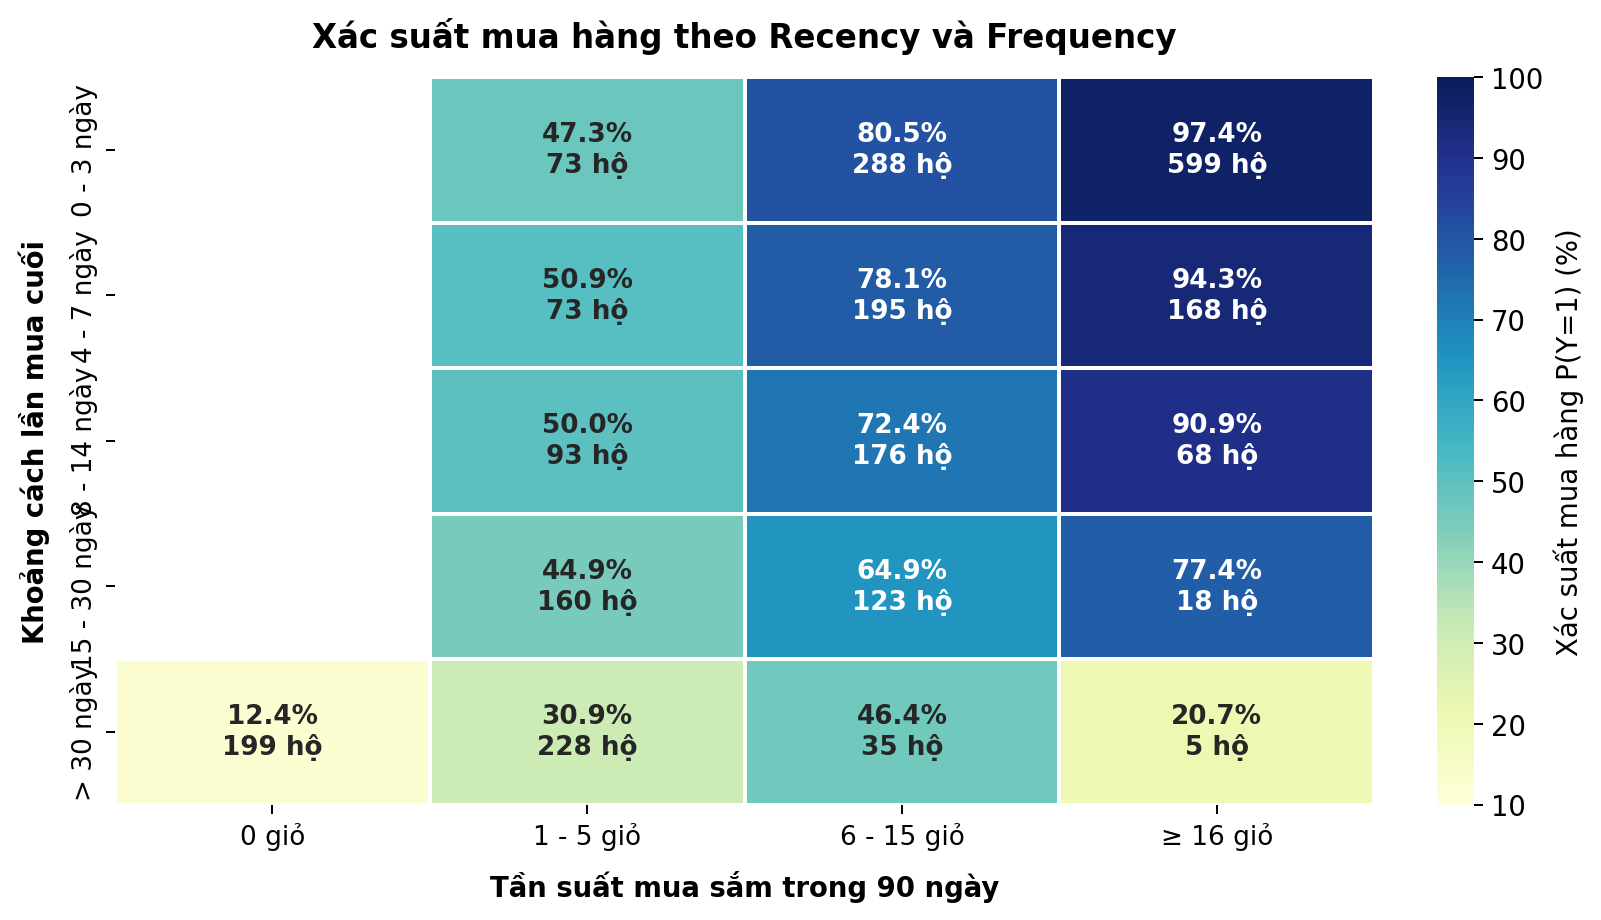 Xác suất mua hàng theo Recency và Frequency
Khoảng cách lần mua cuối
0 - 3 ngày
47.3%
73 hộ
80.5%
288 hộ
97.4%
599 hộ
4 - 7 ngày
50.9%
73 hộ
78.1%
195 hộ
94.3%
168 hộ
8 - 14 ngày
50.0%
93 hộ
72.4%
176 hộ
90.9%
68 hộ
15 - 30 ngày
44.9%
160 hộ
64.9%
123 hộ
77.4%
18 hộ
> 30 ngày
12.4%
199 hộ
30.9%
228 hộ
46.4%
35 hộ
20.7%
5 hộ
0 giỏ
1 - 5 giỏ
6 - 15 giỏ
≥ 16 giỏ
Tần suất mua sắm trong 90 ngày
100
90
80
70
60
50
40
30
20
10
Xác suất mua hàng P(Y=1) (%)